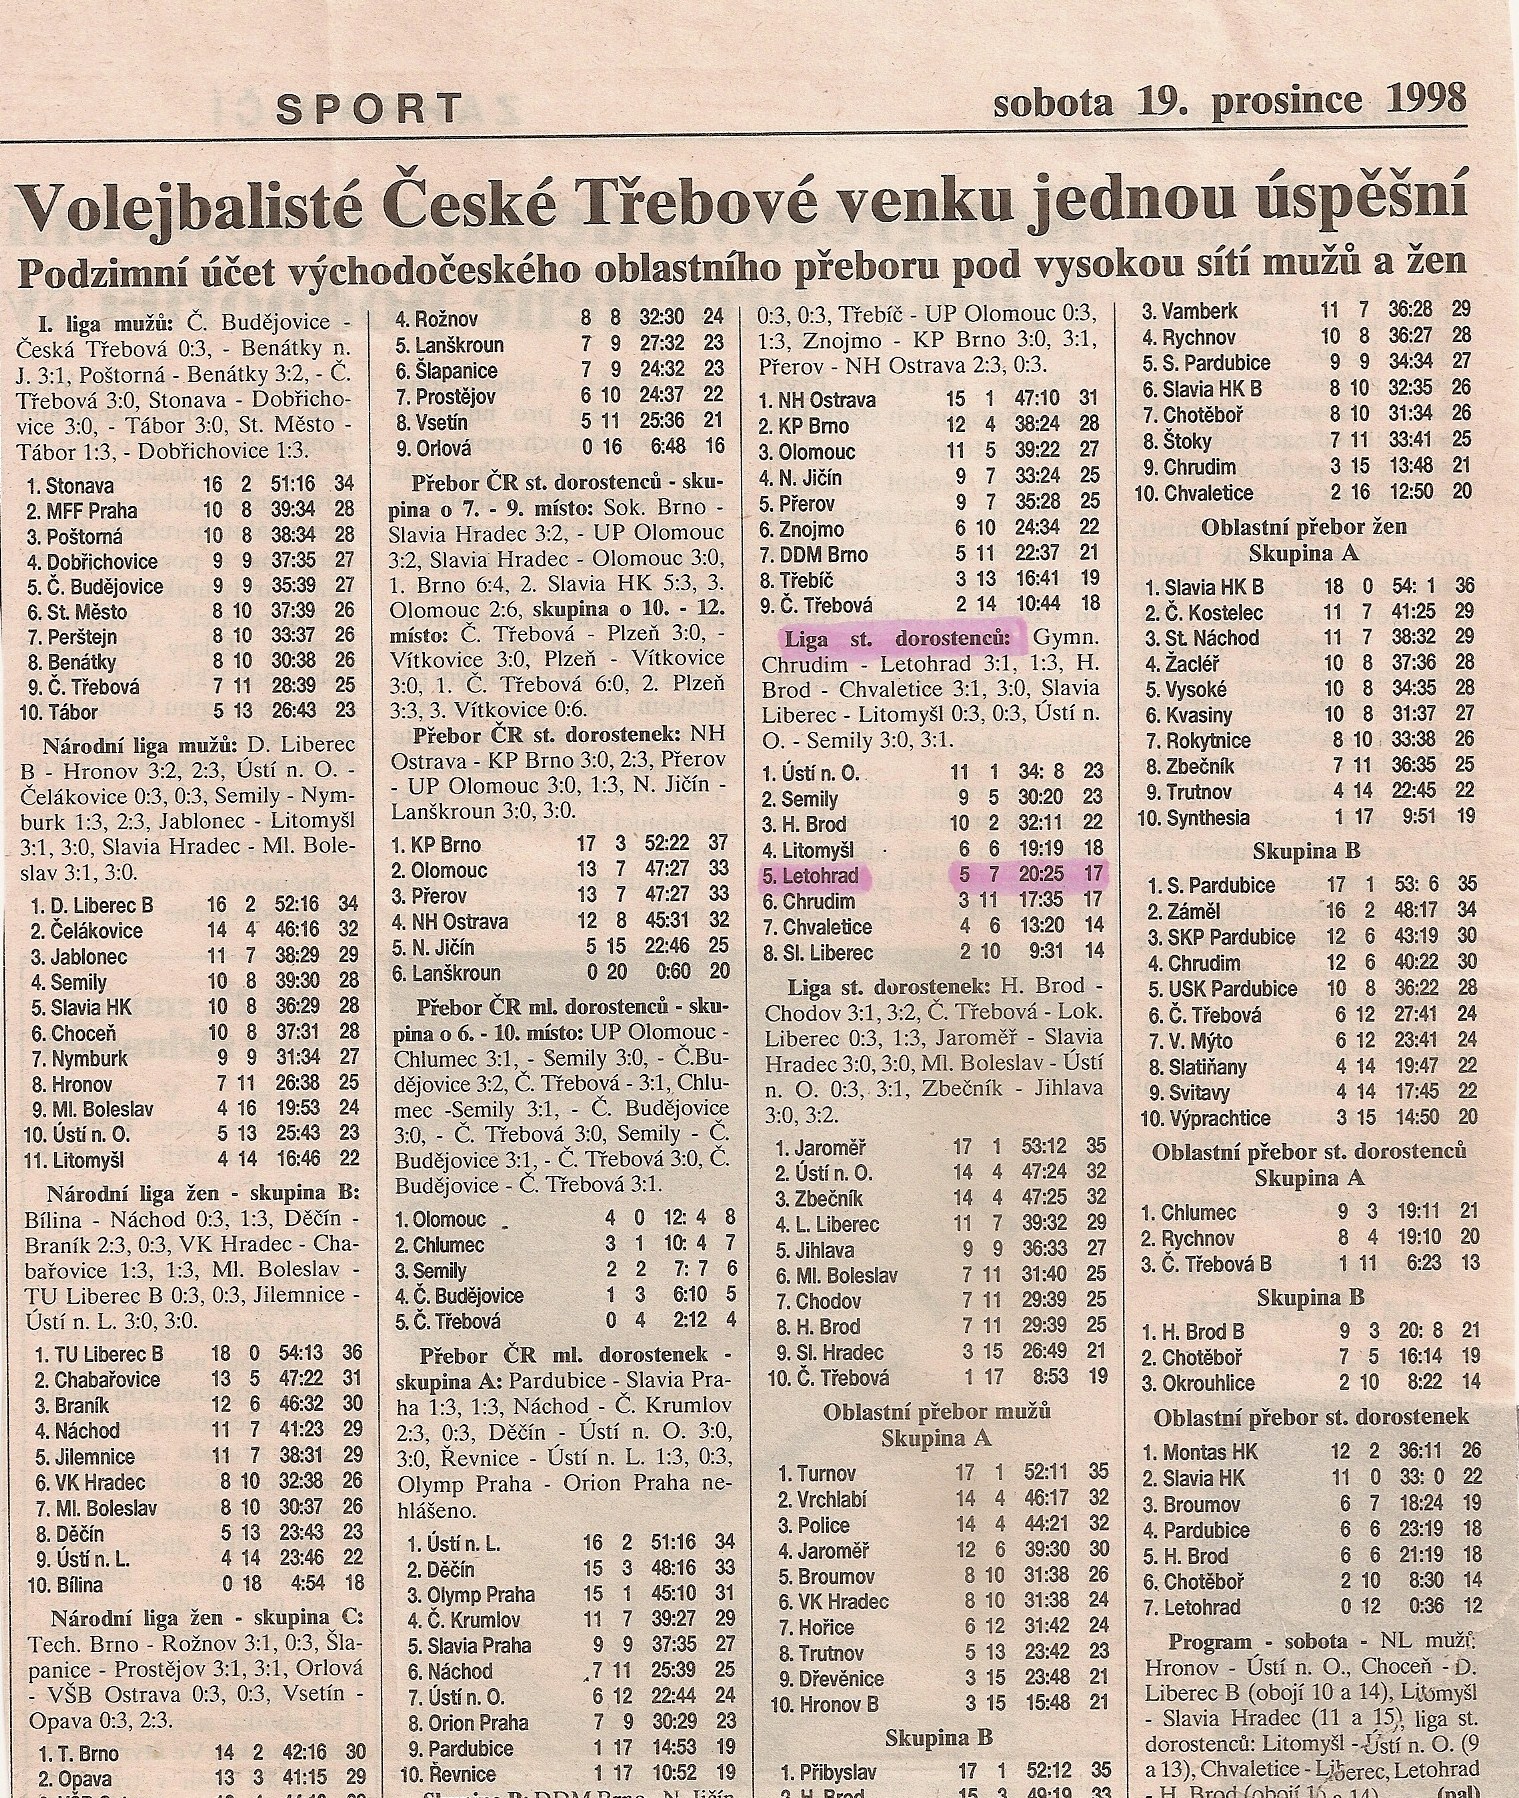 SPORT
sobota 19. prosince 1998
Volejbalisté České Třebové venku jednou úspěšní
Podzimní účet východočeského oblastního přeboru pod vysokou sítí mužů a žen
I. liga mužů: Č. Budějovice -
Česká Třebová 0:3, - Benátky n.
J. 3:1, Poštorná - Benátky 3:2, - Č.
Třebová 3:0, Stonava - Dobřicho-
vice 3:0, - Tábor 3:0, St. Město -
Tábor 1:3, - Dobřichovice 1:3.
1. Stonava 16 2 51:16 34
2. MFF Praha 10 8 39:34 28
3. Poštorná 10 8 38:34 28
4. Dobřichovice 9 9 37:35 27
5. Č. Budějovice 9 9 35:39 27
6. St. Město 8 10 37:39 26
7. Perštejn 8 10 33:37 26
8. Benátky 8 10 30:38 26
9. Č. Třebová 7 11 28:39 25
10. Tábor 5 13 26:43 23
Národní liga mužů: D. Liberec
B - Hronov 3:2, 2:3, Ústí n. O. -
Čelákovice 0:3, 0:3, Semily - Nym-
burk 1:3, 2:3, Jablonec - Litomyšl
3:1, 3:0, Slavia Hradec - Ml. Bole-
slav 3:1, 3:0.
1. D. Liberec B 16 2 52:16 34
2. Čelákovice 14 4 46:16 32
3. Jablonec 11 7 38:29 29
4. Semily 10 8 39:30 28
5. Slavia HK 10 8 36:29 28
6. Choceň 10 8 37:31 28
7. Nymburk 9 9 31:34 27
8. Hronov 7 11 26:38 25
9. Ml. Boleslav 4 16 19:53 24
10. Ústí n. O. 5 13 25:43 23
11. Litomyšl 4 14 16:46 22
Národní liga žen - skupina B:
Bílina - Náchod 0:3, 1:3, Děčín -
Braník 2:3, 0:3, VK Hradec - Cha-
bařovice 1:3, 1:3, Ml. Boleslav -
TU Liberec B 0:3, 0:3, Jilemnice -
Ústí n. L. 3:0, 3:0.
1. TU Liberec B 18 0 54:13 36
2. Chabařovice 13 5 47:22 31
3. Braník 12 6 46:32 30
4. Náchod 11 7 41:23 29
5. Jilemnice 11 7 38:31 29
6. VK Hradec 8 10 32:38 26
7. Ml. Boleslav 8 10 30:37 26
8. Děčín 5 13 23:43 23
9. Ústí n. L. 4 14 23:46 22
10. Bílina 0 18 4:54 18
Národní liga žen - skupina C:
Tech. Brno - Rožnov 3:1, 0:3, Šla-
panice - Prostějov 3:1, 3:1, Orlová
- VŠB Ostrava 0:3, 0:3, Vsetín -
Opava 0:3, 2:3.
1. T. Brno 14 2 42:16 30
2. Opava 13 3 41:15 29
4. Rožnov 8 8 32:30 24
5. Lanškroun 7 9 27:32 23
6. Šlapanice 7 9 24:32 23
7. Prostějov 6 10 24:37 22
8. Vsetín 5 11 25:36 21
9. Orlová 0 16 6:48 16
Přebor ČR st. dorostenců - sku-
pina o 7. - 9. místo: Sok. Brno -
Slavia Hradec 3:2, - UP Olomouc
3:2, Slavia Hradec - Olomouc 3:0,
1. Brno 6:4, 2. Slavia HK 5:3, 3.
Olomouc 2:6, skupina o 10. - 12.
místo: Č. Třebová - Plzeň 3:0, -
Vítkovice 3:0, Plzeň - Vítkovice
3:0, 1. Č. Třebová 6:0, 2. Plzeň
3:3, 3. Vítkovice 0:6.
Přebor ČR st. dorostenek: NH
Ostrava - KP Brno 3:0, 2:3, Přerov
- UP Olomouc 3:0, 1:3, N. Jičín -
Lanškroun 3:0, 3:0.
1. KP Brno 17 3 52:22 37
2. Olomouc 13 7 47:27 33
3. Přerov 13 7 47:27 33
4. NH Ostrava 12 8 45:31 32
5. N. Jičín 5 15 22:46 25
6. Lanškroun 0 20 0:60 20
Přebor ČR ml. dorostenců - sku-
pina o 6. - 10. místo: UP Olomouc -
Chlumec 3:1, - Semily 3:0, - Č.Bu-
dějovice 3:2, Č. Třebová - 3:1, Chlu-
mec -Semily 3:1, - Č. Budějovice
3:0, - Č. Třebová 3:0, Semily - Č.
Budějovice 3:1, - Č. Třebová 3:0, Č.
Budějovice - Č. Třebová 3:1.
1. Olomouc 4 0 12: 4 8
2. Chlumec 3 1 10: 4 7
3. Semily 2 2 7: 7 6
4. Č. Budějovice 1 3 6:10 5
5. Č. Třebová 0 4 2:12 4
Přebor ČR ml. dorostenek -
skupina A: Pardubice - Slavia Pra-
ha 1:3, 1:3, Náchod - Č. Krumlov
2:3, 0:3, Děčín - Ústí n. O. 3:0,
3:0, Řevnice - Ústí n. L. 1:3, 0:3,
Olymp Praha - Orion Praha ne-
hlášeno.
1. Ústí n. L. 16 2 51:16 34
2. Děčín 15 3 48:16 33
3. Olymp Praha 15 1 45:10 31
4. Č. Krumlov 11 7 39:27 29
5. Slavia Praha 9 9 37:35 27
6. Náchod 7 11 25:39 25
7. Ústí n. O. 6 12 22:44 24
8. Orion Praha 7 9 30:29 23
9. Pardubice 1 17 14:53 19
10. Řevnice 1 17 10:52 19
Skupina B: DDM Brno - N. Jičín
0:3, 0:3, Třebíč - UP Olomouc 0:3,
1:3, Znojmo - KP Brno 3:0, 3:1,
Přerov - NH Ostrava 2:3, 0:3.
1. NH Ostrava 15 1 47:10 31
2. KP Brno 12 4 38:24 28
3. Olomouc 11 5 39:22 27
4. N. Jičín 9 7 33:24 25
5. Přerov 9 7 35:28 25
6. Znojmo 6 10 24:34 22
7. DDM Brno 5 11 22:37 21
8. Třebíč 3 13 16:41 19
9. Č. Třebová 2 14 10:44 18
Liga st. dorostenců: Gymn.
Chrudim - Letohrad 3:1, 1:3, H.
Brod - Chvaletice 3:1, 3:0, Slavia
Liberec - Litomyšl 0:3, 0:3, Ústí n.
O. - Semily 3:0, 3:1.
1. Ústí n. O. 11 1 34: 8 23
2. Semily 9 5 30:20 23
3. H. Brod 10 2 32:11 22
4. Litomyšl 6 6 19:19 18
5. Letohrad 5 7 20:25 17
6. Chrudim 3 11 17:35 17
7. Chvaletice 4 6 13:20 14
8. Sl. Liberec 2 10 9:31 14
Liga st. dorostenek: H. Brod -
Chodov 3:1, 3:2, Č. Třebová - Lok.
Liberec 0:3, 1:3, Jaroměř - Slavia
Hradec 3:0, 3:0, Ml. Boleslav - Ústí
n. O. 0:3, 3:1, Zbečník - Jihlava
3:0, 3:2.
1. Jaroměř 17 1 53:12 35
2. Ústí n. O. 14 4 47:24 32
3. Zbečník 14 4 47:25 32
4. L. Liberec 11 7 39:32 29
5. Jihlava 9 9 36:33 27
6. Ml. Boleslav 7 11 31:40 25
7. Chodov 7 11 29:39 25
8. H. Brod 7 11 29:39 25
9. Sl. Hradec 3 15 26:49 21
10. Č. Třebová 1 17 8:53 19
Oblastní přebor mužů
Skupina A
1. Turnov 17 1 52:11 35
2. Vrchlabí 14 4 46:17 32
3. Police 14 4 44:21 32
4. Jaroměř 12 6 39:30 30
5. Broumov 8 10 31:38 26
6. VK Hradec 8 10 31:38 24
7. Hořice 6 12 31:42 24
8. Trutnov 5 13 23:42 23
9. Dřevěnice 3 15 23:48 21
10. Hronov B 3 15 15:48 21
Skupina B
1. Přibyslav 17 1 52:12 35
2. H. Brod 15 3 49:19 33
3. Vamberk 11 7 36:28 29
4. Rychnov 10 8 36:27 28
5. S. Pardubice 9 9 34:34 27
6. Slavia HK B 8 10 32:35 26
7. Chotěboř 8 10 31:34 26
8. Štoky 7 11 33:41 25
9. Chrudim 3 15 13:48 21
10. Chvaletice 2 16 12:50 20
Oblastní přebor žen
Skupina A
1. Slavia HK B 18 0 54: 1 36
2. Č. Kostelec 11 7 41:25 29
3. St. Náchod 11 7 38:32 29
4. Žacléř 10 8 37:36 28
5. Vysoké 10 8 34:35 28
6. Kvasiny 10 8 31:37 27
7. Rokytnice 8 10 33:38 26
8. Zbečník 7 11 36:35 25
9. Trutnov 4 14 22:45 22
10. Synthesia 1 17 9:51 19
Skupina B
1. S. Pardubice 17 1 53: 6 35
2. Záměl 16 2 48:17 34
3. SKP Pardubice 12 6 43:19 30
4. Chrudim 12 6 40:22 30
5. USK Pardubice 10 8 36:22 28
6. Č. Třebová 6 12 27:41 24
7. V. Mýto 6 12 23:41 24
8. Slatiňany 4 14 19:47 22
9. Svitavy 4 14 17:45 22
10. Výprachtice 3 15 14:50 20
Oblastní přebor st. dorostenců
Skupina A
1. Chlumec 9 3 19:11 21
2. Rychnov 8 4 19:10 20
3. Č. Třebová B 1 11 6:23 13
Skupina B
1. H. Brod B 9 3 20: 8 21
2. Chotěboř 7 5 16:14 19
3. Okrouhlice 2 10 8:22 14
Oblastní přebor st. dorostenek
1. Montas HK 12 2 36:11 26
2. Slavia HK 11 0 33: 0 22
3. Broumov 6 7 18:24 19
4. Pardubice 6 6 23:19 18
5. H. Brod 6 6 21:19 18
6. Chotěboř 2 10 8:30 14
7. Letohrad 0 12 0:36 12
Program - sobota - NL muži:
Hronov - Ústí n. O., Choceň - D.
Liberec B (obojí 10 a 14), Litomyšl
- Slavia Hradec (11 a 15), liga st.
dorostenců: Litomyšl - Ústí n. O. (9
a 13), Chvaletice - Liberec, Letohrad
- H. Brod (obojí a 14). (pal)